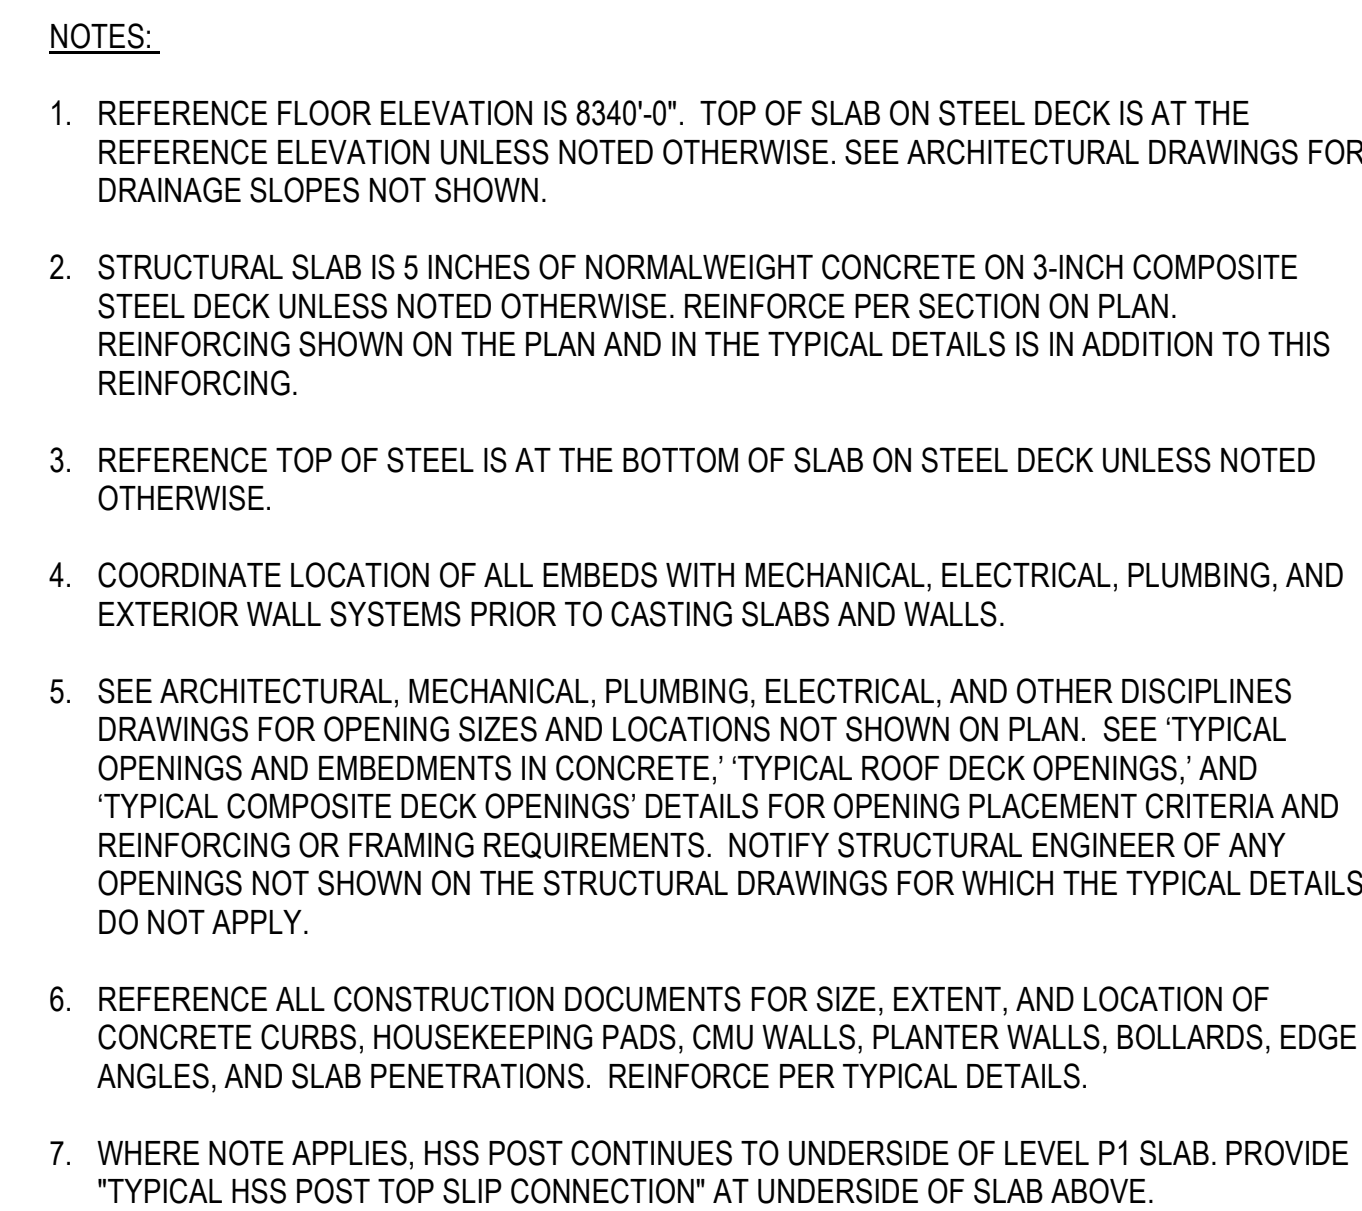 NOTES:
1. REFERENCE FLOOR ELEVATION IS 8340'-0". TOP OF SLAB ON STEEL DECK IS AT THE
REFERENCE ELEVATION UNLESS NOTED OTHERWISE. SEE ARCHITECTURAL DRAWINGS FOR
DRAINAGE SLOPES NOT SHOWN.
2. STRUCTURAL SLAB IS 5 INCHES OF NORMALWEIGHT CONCRETE ON 3-INCH COMPOSITE
STEEL DECK UNLESS NOTED OTHERWISE. REINFORCE PER SECTION ON PLAN.
REINFORCING SHOWN ON THE PLAN AND IN THE TYPICAL DETAILS IS IN ADDITION TO THIS
REINFORCING.
3. REFERENCE TOP OF STEEL IS AT THE BOTTOM OF SLAB ON STEEL DECK UNLESS NOTED
OTHERWISE.
4. COORDINATE LOCATION OF ALL EMBEDS WITH MECHANICAL, ELECTRICAL, PLUMBING, AND
EXTERIOR WALL SYSTEMS PRIOR TO CASTING SLABS AND WALLS.
5. SEE ARCHITECTURAL, MECHANICAL, PLUMBING, ELECTRICAL, AND OTHER DISCIPLINES
DRAWINGS FOR OPENING SIZES AND LOCATIONS NOT SHOWN ON PLAN. SEE ‘TYPICAL
OPENINGS AND EMBEDMENTS IN CONCRETE,’ ‘TYPICAL ROOF DECK OPENINGS,’ AND
‘TYPICAL COMPOSITE DECK OPENINGS’ DETAILS FOR OPENING PLACEMENT CRITERIA AND
REINFORCING OR FRAMING REQUIREMENTS. NOTIFY STRUCTURAL ENGINEER OF ANY
OPENINGS NOT SHOWN ON THE STRUCTURAL DRAWINGS FOR WHICH THE TYPICAL DETAILS
DO NOT APPLY.
6. REFERENCE ALL CONSTRUCTION DOCUMENTS FOR SIZE, EXTENT, AND LOCATION OF
CONCRETE CURBS, HOUSEKEEPING PADS, CMU WALLS, PLANTER WALLS, BOLLARDS, EDGE
ANGLES, AND SLAB PENETRATIONS. REINFORCE PER TYPICAL DETAILS.
7. WHERE NOTE APPLIES, HSS POST CONTINUES TO UNDERSIDE OF LEVEL P1 SLAB. PROVIDE
"TYPICAL HSS POST TOP SLIP CONNECTION" AT UNDERSIDE OF SLAB ABOVE.